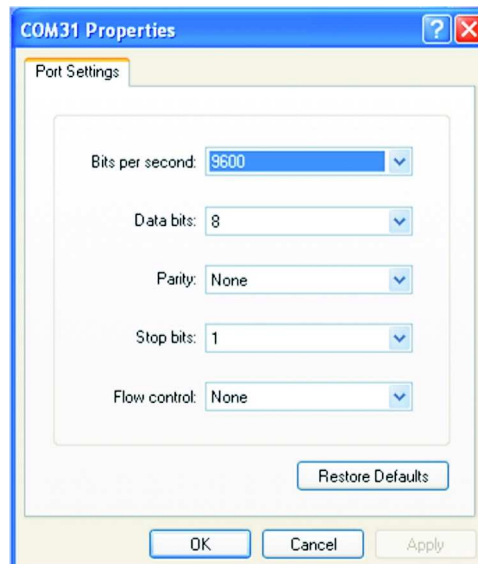 COM31 Properties
Port Settings
Bits per second: 9600
Data bits: 8
Parity: None
Stop bits: 1
Flow control: None
Restore Defaults
OK Cancel Apply